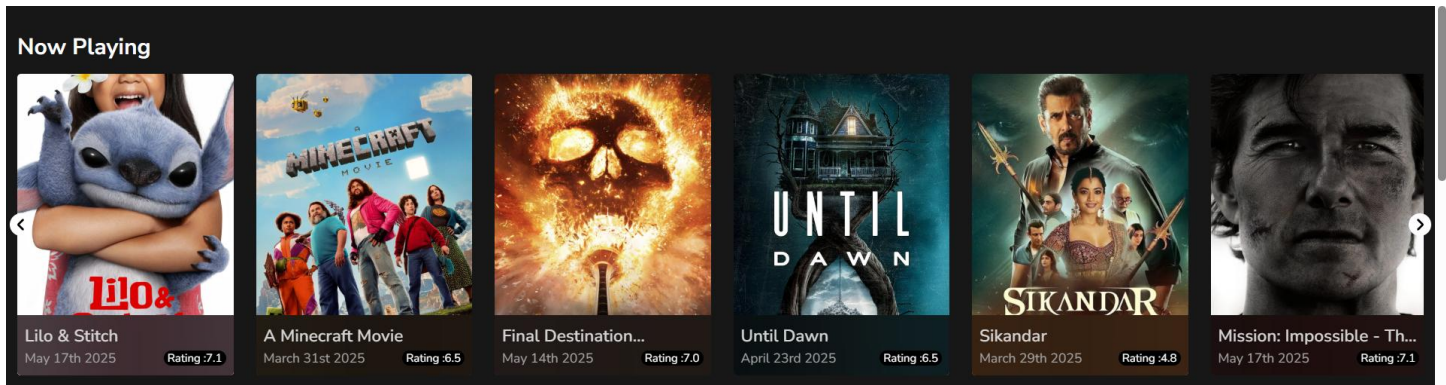 Now Playing
A
MINECRAFT
MOVIE
UNTIL
DAWN
Lilo &
SIKANDAR
Lilo & Stitch
May 17th 2025
Rating :7.1
A Minecraft Movie
March 31st 2025
Rating :6.5
Final Destination...
May 14th 2025
Rating :7.0
Until Dawn
April 23rd 2025
Rating :6.5
Sikandar
March 29th 2025
Rating :4.8
Mission: Impossible - Th...
May 17th 2025
Rating :7.1